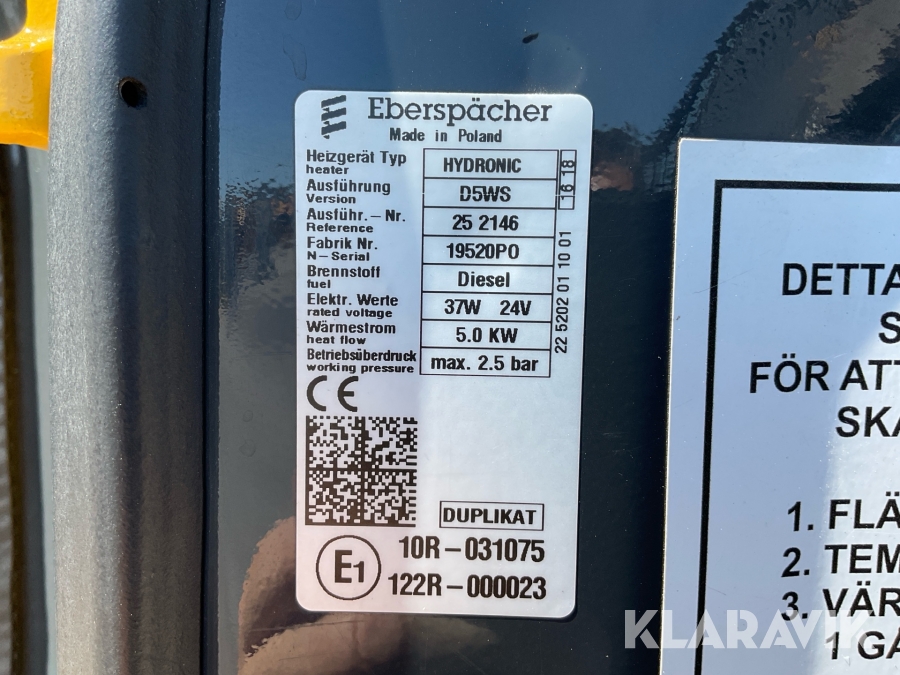 Eberspächer
Made in Poland
Heizgerät Typ HYDRONIC
heater
Ausführung D5WS
Version
Ausführ.-Nr. 25 2146
Reference
Fabrik Nr. 19520PO
N-Serial
Brennstoff Diesel
fuel
Elektr. Werte 37W 24V
rated voltage
Wärmestrom 5.0 KW
heat flow
Betriebsüberdruck max. 2.5 bar
working pressure
16 18
22 5202 01 10 01
CE
DUPLIKAT
E1
10R-031075
122R-000023
DETTA
S
FÖR ATT
SKA
1. FLÄ
2. TEM
3. VÄR
1 GÅ
KLARAVIK